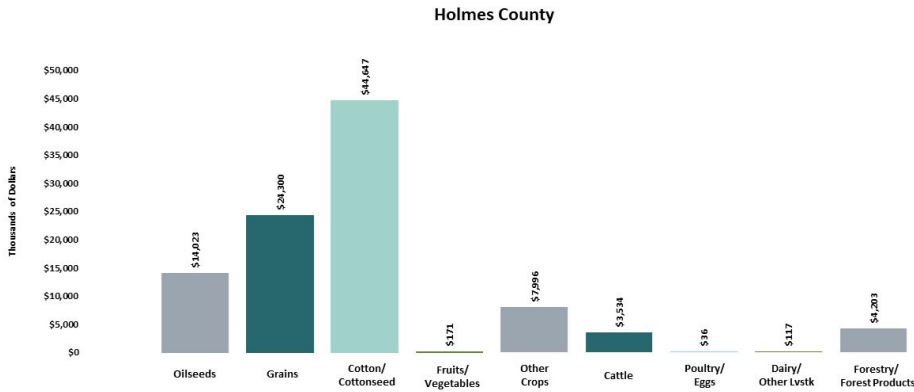 Holmes County
Thousands of Dollars
$50,000
$45,000
$40,000
$35,000
$30,000
$25,000
$20,000
$15,000
$10,000
$5,000
$0
$14,023
$24,300
$44,647
$171
$7,996
$3,534
$36
$117
$4,203
Oilseeds
Grains
Cotton/
Cottonseed
Fruits/
Vegetables
Other
Crops
Cattle
Poultry/
Eggs
Dairy/
Other lvstk
Forestry/
Forest Products